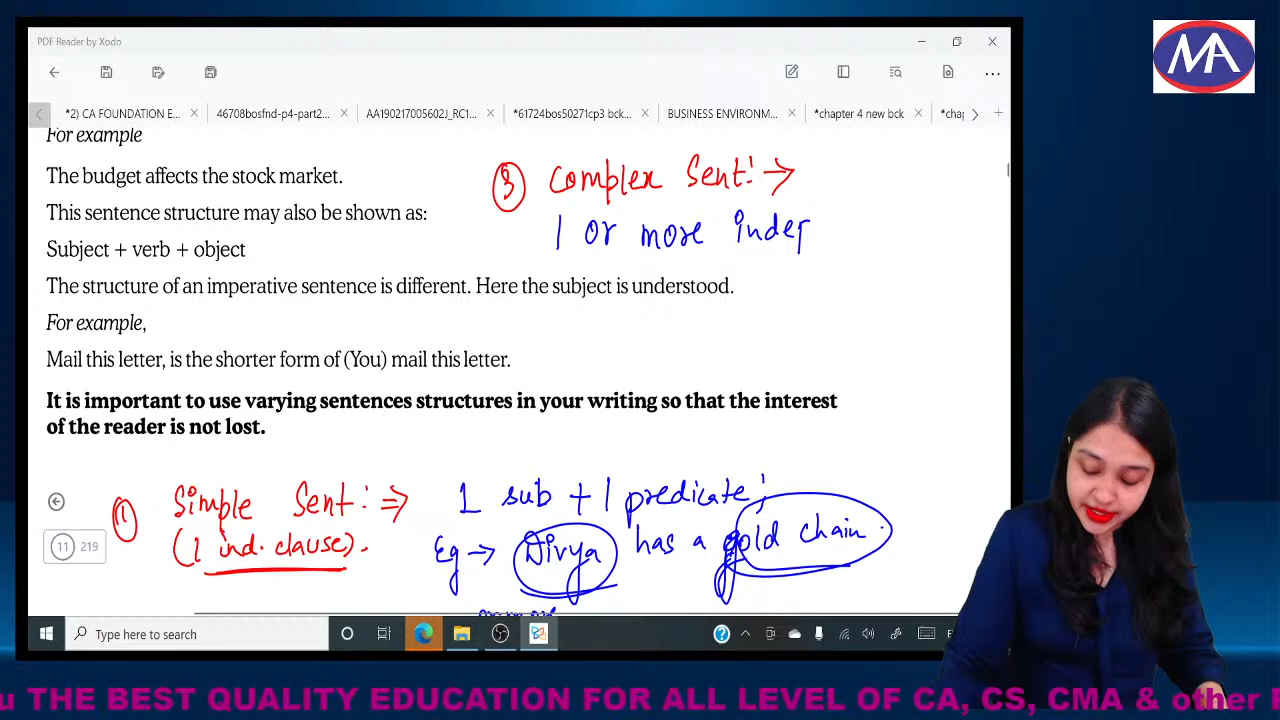 PDF Reader by Xodo
MA
*2) CA FOUNDATION E... 46708bosfnd-p4-part2... AA190217005602J_RC1... *61724bos50271cp3 bck... BUSINESS ENVIRONM... *chapter 4 new bck *chap
For example
The budget affects the stock market.
This sentence structure may also be shown as:
Subject + verb + object
The structure of an imperative sentence is different. Here the subject is understood.
For example,
Mail this letter, is the shorter form of (You) mail this letter.
It is important to use varying sentences structures in your writing so that the interest
of the reader is not lost.
③ Complex Sent: →
1 or more indep
① Simple Sent: ⇒ 1 sub + 1 predicate;
(1 ind. clause). Eg → Divya has a gold chain.
11 219
Type here to search
u THE BEST QUALITY EDUCATION FOR ALL LEVEL OF CA, CS, CMA & other